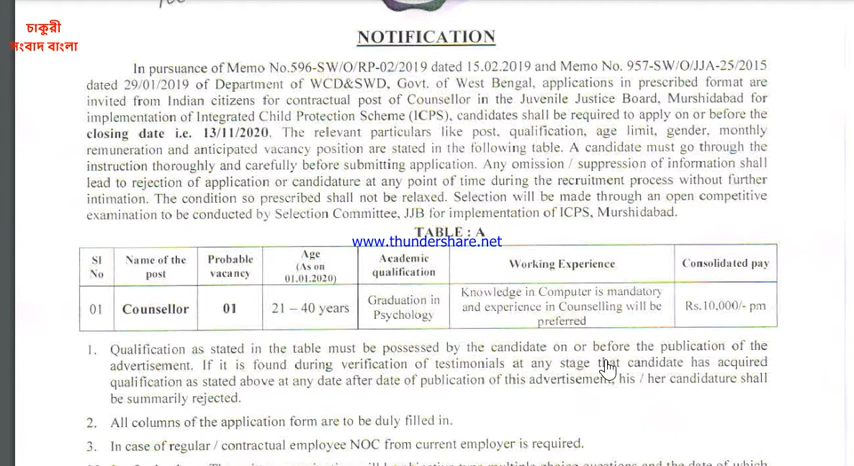 চাকুরী
সংবাদ বাংলা
NOTIFICATION
In pursuance of Memo No.596-SW/O/RP-02/2019 dated 15.02.2019 and Memo No. 957-SW/O/JJA-25/2015
dated 29/01/2019 of Department of WCD&SWD, Govt. of West Bengal, applications in prescribed format are
invited from Indian citizens for contractual post of Counsellor in the Juvenile Justice Board, Murshidabad for
implementation of Integrated Child Protection Scheme (ICPS), candidates shall be required to apply on or before the
closing date i.e. 13/11/2020. The relevant particulars like post, qualification, age limit, gender, monthly
remuneration and anticipated vacancy position are stated in the following table. A candidate must go through the
instruction thoroughly and carefully before submitting application. Any omission / suppression of information shall
lead to rejection of application or candidature at any point of time during the recruitment process without further
intimation. The condition so prescribed shall not be relaxed. Selection will be made through an open competitive
examination to be conducted by Selection Committee, JJB for implementation of ICPS, Murshidabad.
TABLE : A
www.thundershare.net
Sl No | Name of the post | Probable vacancy | Age (As on 01.01.2020) | Academic qualification | Working Experience | Consolidated pay
01 | Counsellor | 01 | 21 – 40 years | Graduation in Psychology | Knowledge in Computer is mandatory and experience in Counselling will be preferred | Rs.10,000/- pm
1. Qualification as stated in the table must be possessed by the candidate on or before the publication of the
advertisement. If it is found during verification of testimonials at any stage that candidate has acquired
qualification as stated above at any date after date of publication of this advertisement, his / her candidature shall
be summarily rejected.
2. All columns of the application form are to be duly filled in.
3. In case of regular / contractual employee NOC from current employer is required.